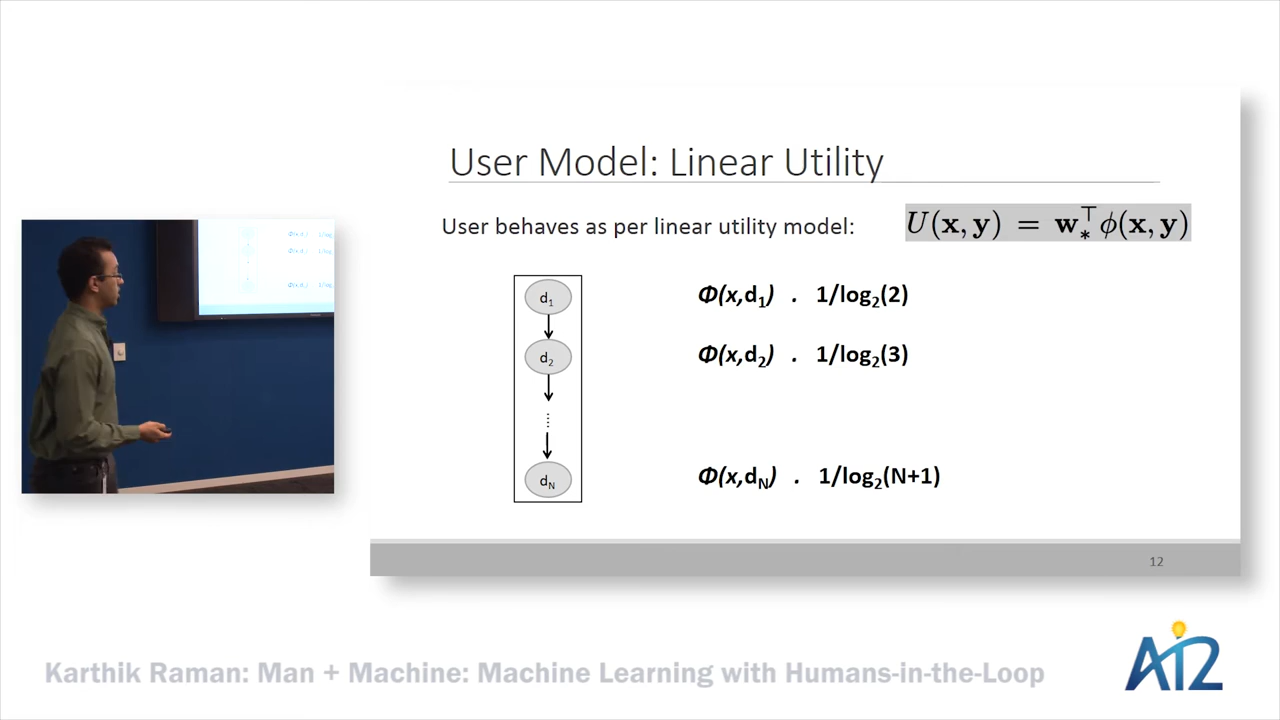 User Model: Linear Utility
User behaves as per linear utility model: U(x,y) = w⊤* ϕ(x,y)
d1 Φ(x,d1) . 1/log2(2)
d2 Φ(x,d2) . 1/log2(3)
dN Φ(x,dN) . 1/log2(N+1)
12
Karthik Raman: Man + Machine: Machine Learning with Humans-in-the-Loop
AI2